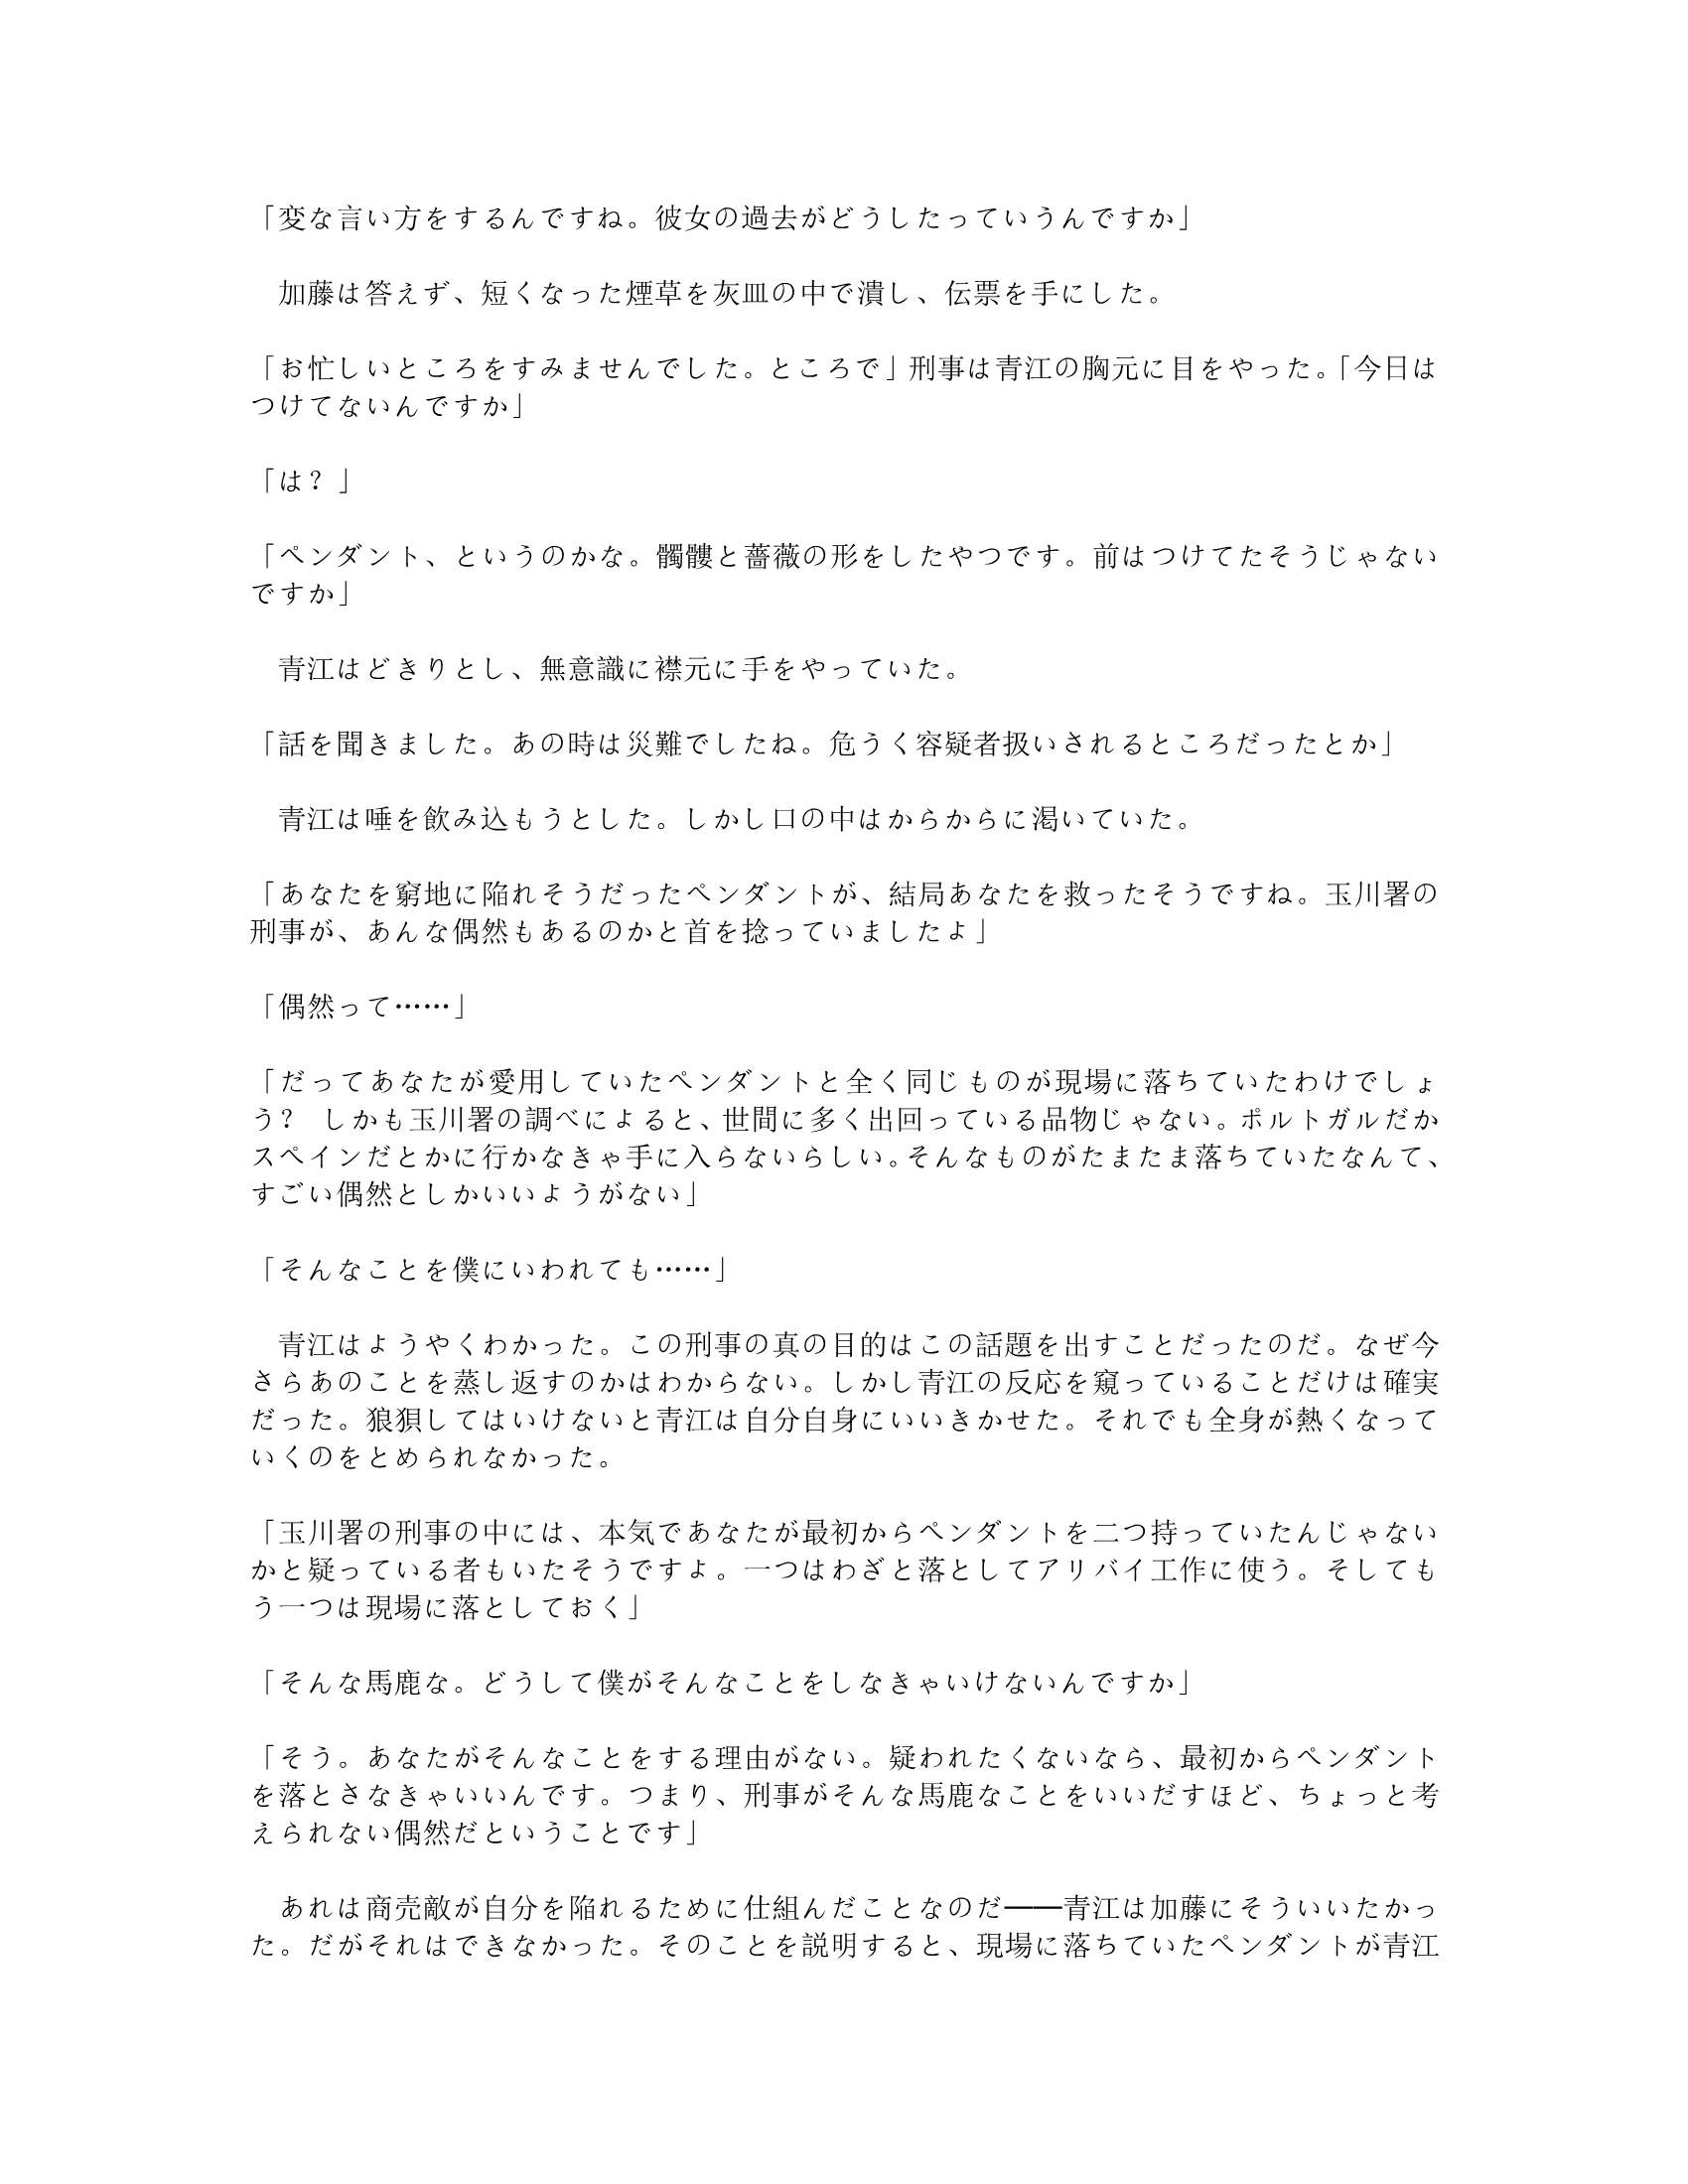 「変な言い方をするんですね。彼女の過去がどうしたっていうんですか」
　加藤は答えず、短くなった煙草を灰皿の中で潰し、伝票を手にした。
「お忙しいところをすみませんでした。ところで」刑事は青江の胸元に目をやった。「今日は
つけてないんですか」
「は？」
「ペンダント、というのかな。髑髏と薔薇の形をしたやつです。前はつけてたそうじゃない
ですか」
　青江はどきりとし、無意識に襟元に手をやっていた。
「話を聞きました。あの時は災難でしたね。危うく容疑者扱いされるところだったとか」
　青江は唾を飲み込もうとした。しかし口の中はからからに渇いていた。
「あなたを窮地に陥れそうだったペンダントが、結局あなたを救ったそうですね。玉川署の
刑事が、あんな偶然もあるのかと首を捻っていましたよ」
「偶然って……」
「だってあなたが愛用していたペンダントと全く同じものが現場に落ちていたわけでしょ
う？　しかも玉川署の調べによると、世間に多く出回っている品物じゃない。ポルトガルだか
スペインだとかに行かなきゃ手に入らないらしい。そんなものがたまたま落ちていたなんて、
すごい偶然としかいいようがない」
「そんなことを僕にいわれても……」
　青江はようやくわかった。この刑事の真の目的はこの話題を出すことだったのだ。なぜ今
さらあのことを蒸し返すのかはわからない。しかし青江の反応を窺っていることだけは確実
だった。狼狽してはいけないと青江は自分自身にいいきかせた。それでも全身が熱くなって
いくのをとめられなかった。
「玉川署の刑事の中には、本気であなたが最初からペンダントを二つ持っていたんじゃない
かと疑っている者もいたそうですよ。一つはわざと落としてアリバイ工作に使う。そしても
う一つは現場に落としておく」
「そんな馬鹿な。どうして僕がそんなことをしなきゃいけないんですか」
「そう。あなたがそんなことをする理由がない。疑われたくないなら、最初からペンダント
を落とさなきゃいいんです。つまり、刑事がそんな馬鹿なことをいいだすほど、ちょっと考
えられない偶然だということです」
　あれは商売敵が自分を陥れるために仕組んだことなのだ――青江は加藤にそういいたかっ
た。だがそれはできなかった。そのことを説明すると、現場に落ちていたペンダントが青江